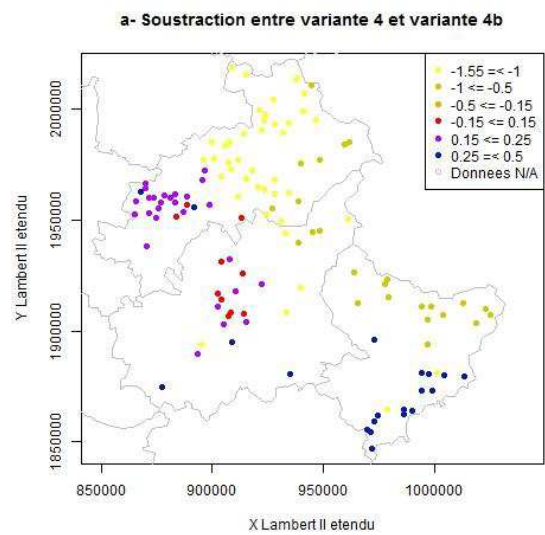 a- Soustraction entre variante 4 et variante 4b
-1.55 =< -1
-1 <= -0.5
-0.5 <= -0.15
-0.15 <= 0.15
0.15 <= 0.25
0.25 =< 0.5
Donnees N/A
Y Lambert II etendu
2000000
1950000
1900000
1850000
850000 900000 950000 1000000
X Lambert II etendu